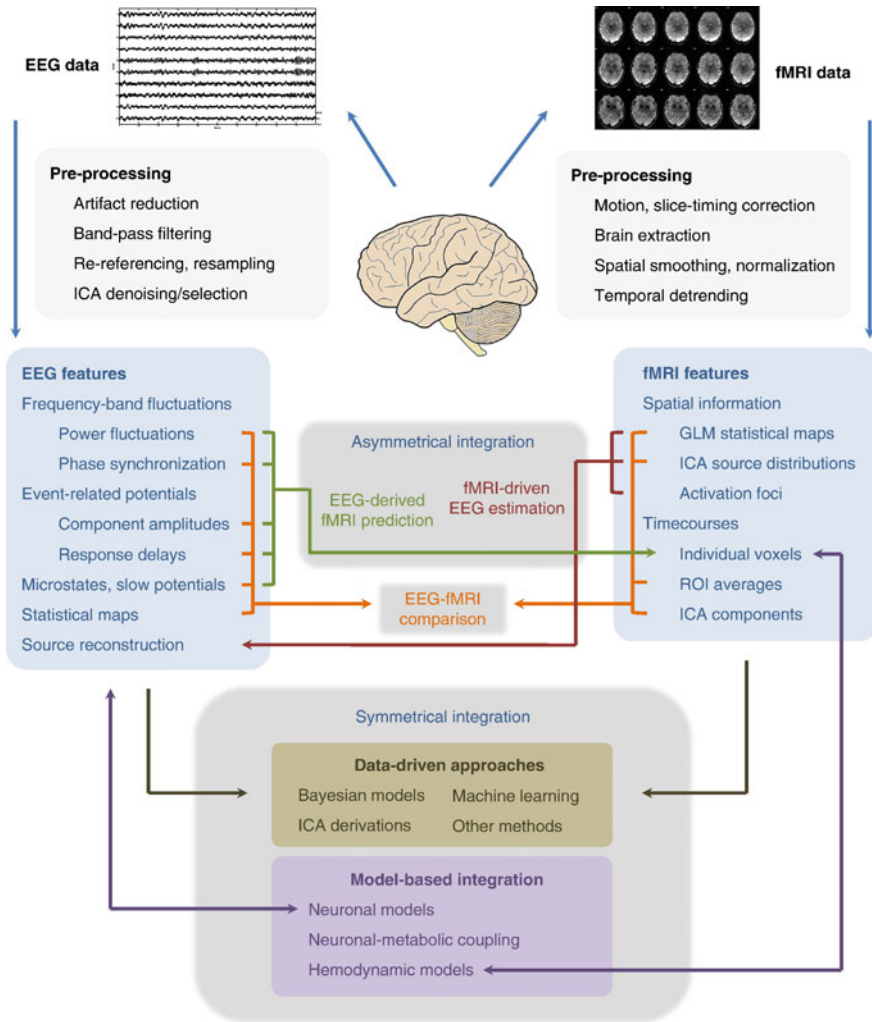 EEG data
fMRI data
Pre-processing
Artifact reduction
Band-pass filtering
Re-referencing, resampling
ICA denoising/selection
Pre-processing
Motion, slice-timing correction
Brain extraction
Spatial smoothing, normalization
Temporal detrending
EEG features
Frequency-band fluctuations
Power fluctuations
Phase synchronization
Event-related potentials
Component amplitudes
Response delays
Microstates, slow potentials
Statistical maps
Source reconstruction
Asymmetrical integration
EEG-derived
fMRI prediction
fMRI-driven
EEG estimation
EEG-fMRI
comparison
fMRI features
Spatial information
GLM statistical maps
ICA source distributions
Activation foci
Timecourses
Individual voxels
ROI averages
ICA components
Symmetrical integration
Data-driven approaches
Bayesian models Machine learning
ICA derivations Other methods
Model-based integration
Neuronal models
Neuronal-metabolic coupling
Hemodynamic models